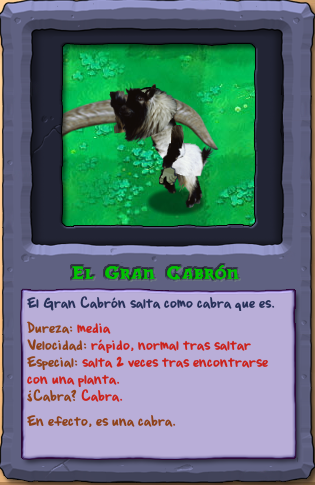 El Gran Cabrón
El Gran Cabrón salta como cabra que es.
Dureza: media
Velocidad: rápido, normal tras saltar
Especial: salta 2 veces tras encontrarse
con una planta.
¿Cabra? Cabra.
En efecto, es una cabra.